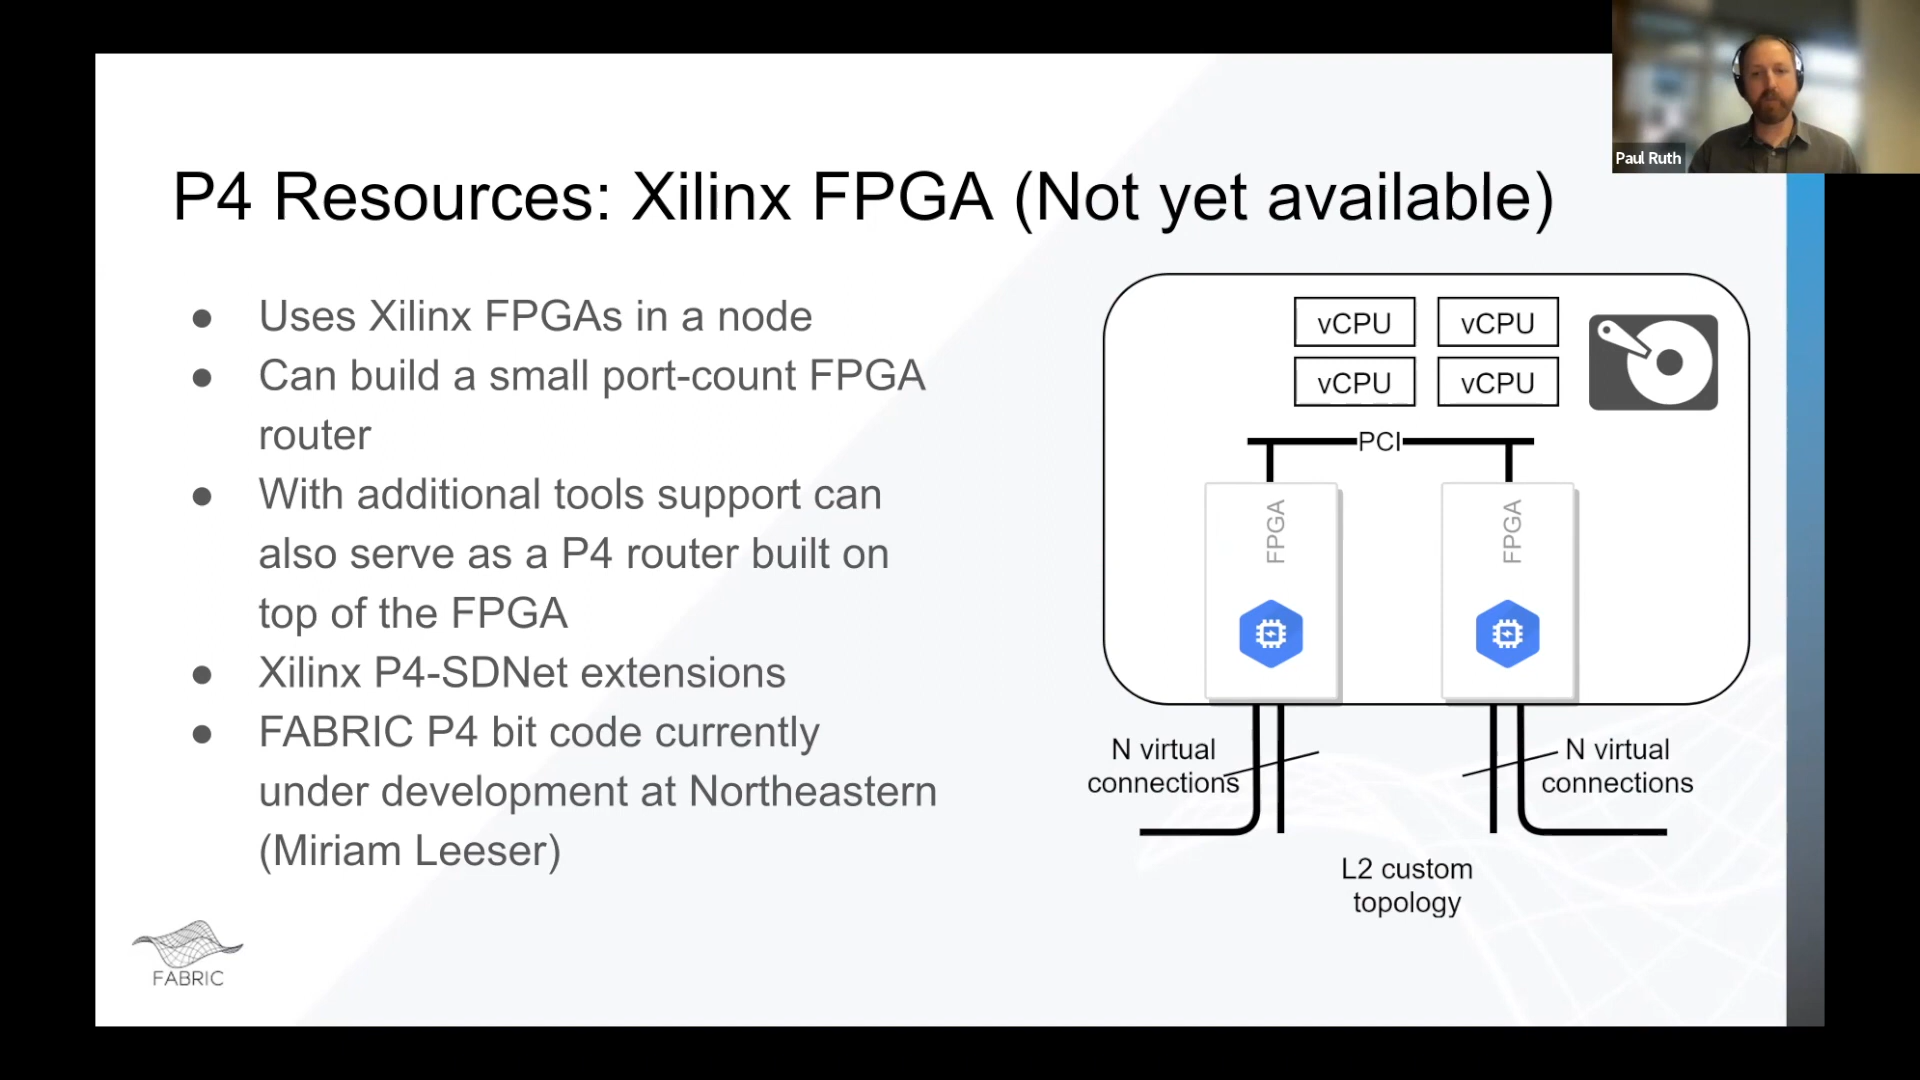 Paul Ruth
P4 Resources: Xilinx FPGA (Not yet available)
● Uses Xilinx FPGAs in a node
● Can build a small port-count FPGA
router
● With additional tools support can
also serve as a P4 router built on
top of the FPGA
● Xilinx P4-SDNet extensions
● FABRIC P4 bit code currently
under development at Northeastern
(Miriam Leeser)
vCPU vCPU
vCPU vCPU
PCI
FPGA FPGA
N virtual
connections
N virtual
connections
L2 custom
topology
FABRIC